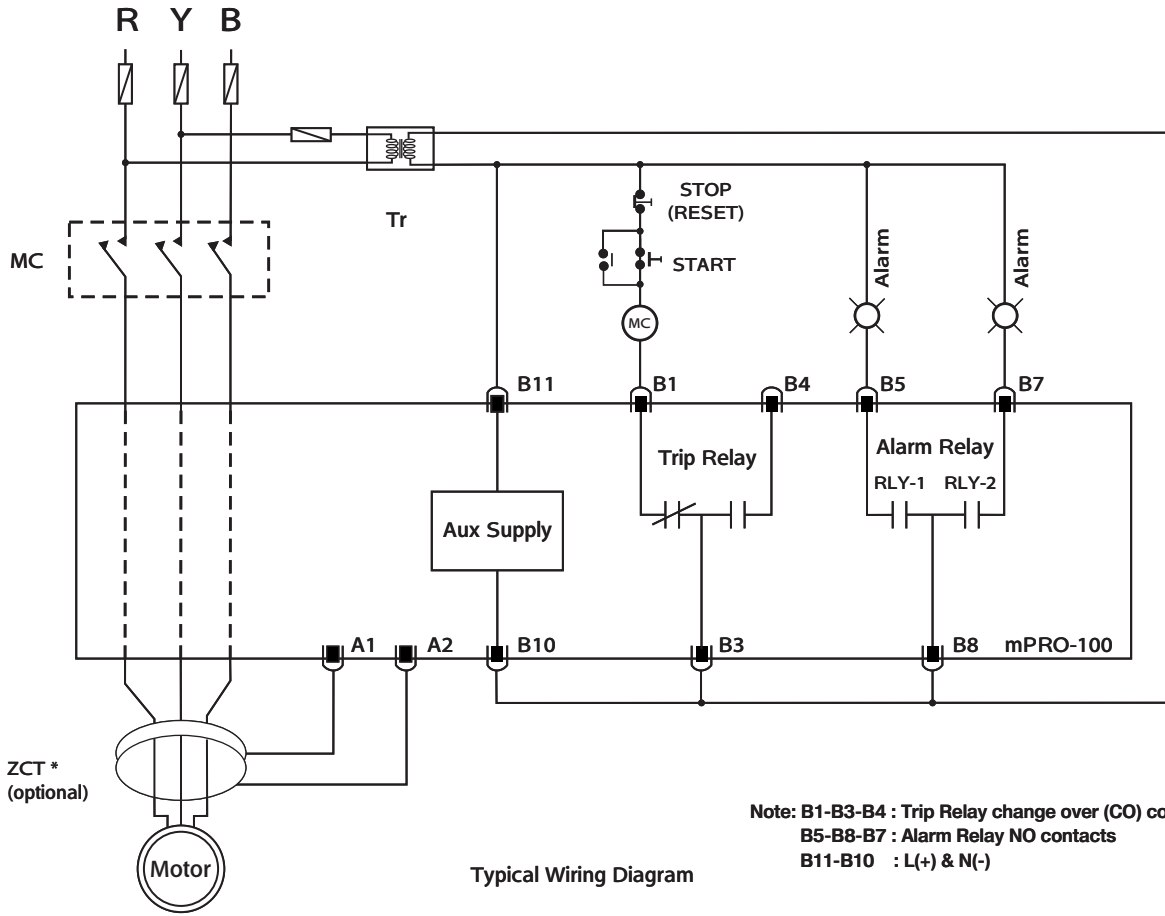 R Y B
Tr
MC
STOP
(RESET)
START
MC
Alarm
Alarm
B11
B1
B4
B5
B7
Trip Relay
Alarm Relay
RLY-1 RLY-2
Aux Supply
A1
A2
B10
B3
B8
mPRO-100
ZCT *
(optional)
Motor
Typical Wiring Diagram
Note: B1-B3-B4 : Trip Relay change over (CO) co
B5-B8-B7 : Alarm Relay NO contacts
B11-B10 : L(+) & N(-)